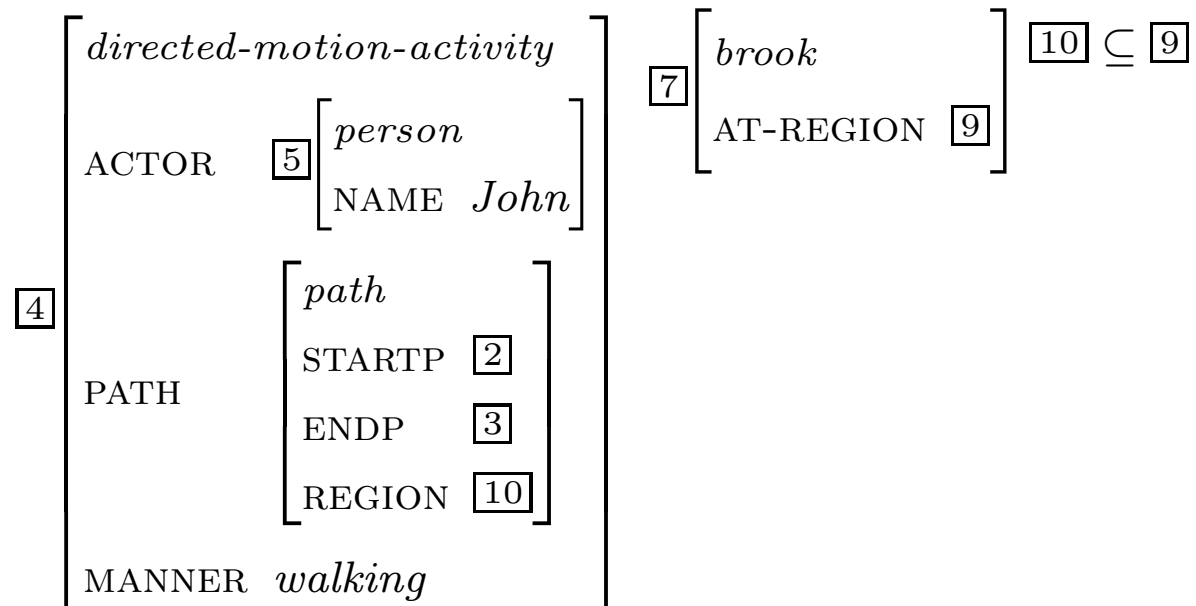 directed-motion-activity
ACTOR 5 person
NAME John
4 PATH path
STARTP 2
ENDP 3
REGION 10
MANNER walking
7 brook
AT-REGION 9
10 ⊆ 9